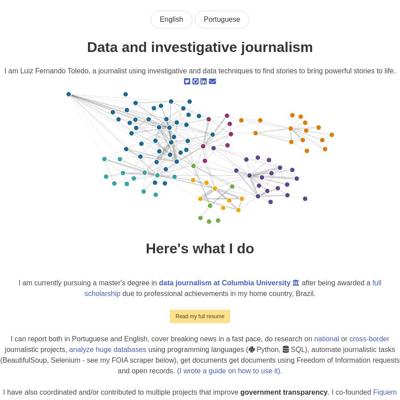 English
Portuguese
Data and investigative journalism
I am Luiz Fernando Toledo, a journalist using investigative and data techniques to find stories to bring powerful stories to life.
Here's what I do
I am currently pursuing a master's degree in data journalism at Columbia University after being awarded a full
scholarship due to professional achievements in my home country, Brazil.
Read my full resume
I can report both in Portuguese and English, cover breaking news in a fast pace, do research on national or cross-border
journalistic projects, analyze huge databases using programming languages (Python, SQL), automate journalistic tasks
(BeautifulSoup, Selenium - see my FOIA scraper below), get documents get documents using Freedom of Information requests
and open records. (I wrote a guide on how to use it).
I have also coordinated and/or contributed to multiple projects that improve government transparency. I co-founded Fiquem